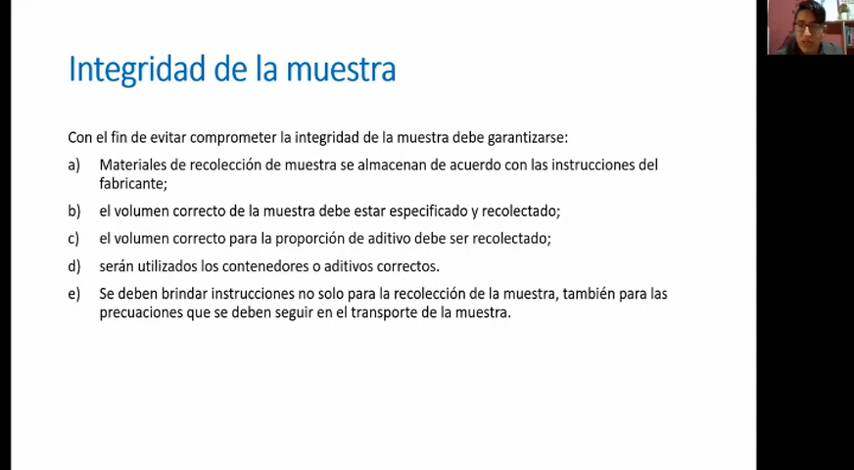 Integridad de la muestra
Con el fin de evitar comprometer la integridad de la muestra debe garantizarse:
a) Materiales de recolección de muestra se almacenan de acuerdo con las instrucciones del
fabricante;
b) el volumen correcto de la muestra debe estar especificado y recolectado;
c) el volumen correcto para la proporción de aditivo debe ser recolectado;
d) serán utilizados los contenedores o aditivos correctos.
e) Se deben brindar instrucciones no solo para la recolección de la muestra, también para las
precuaciones que se deben seguir en el transporte de la muestra.